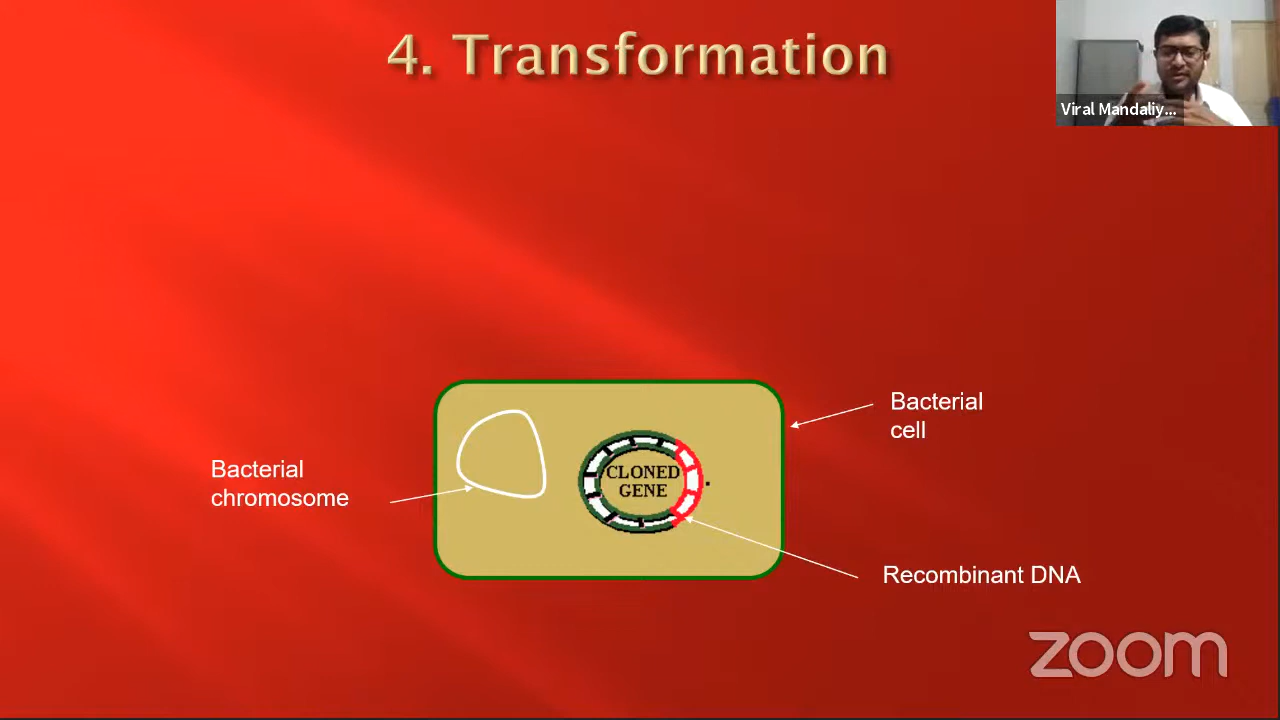 4. Transformation
Viral Mandaliy...
Bacterial
cell
CLONED
GENE
Bacterial
chromosome
Recombinant DNA
zoom